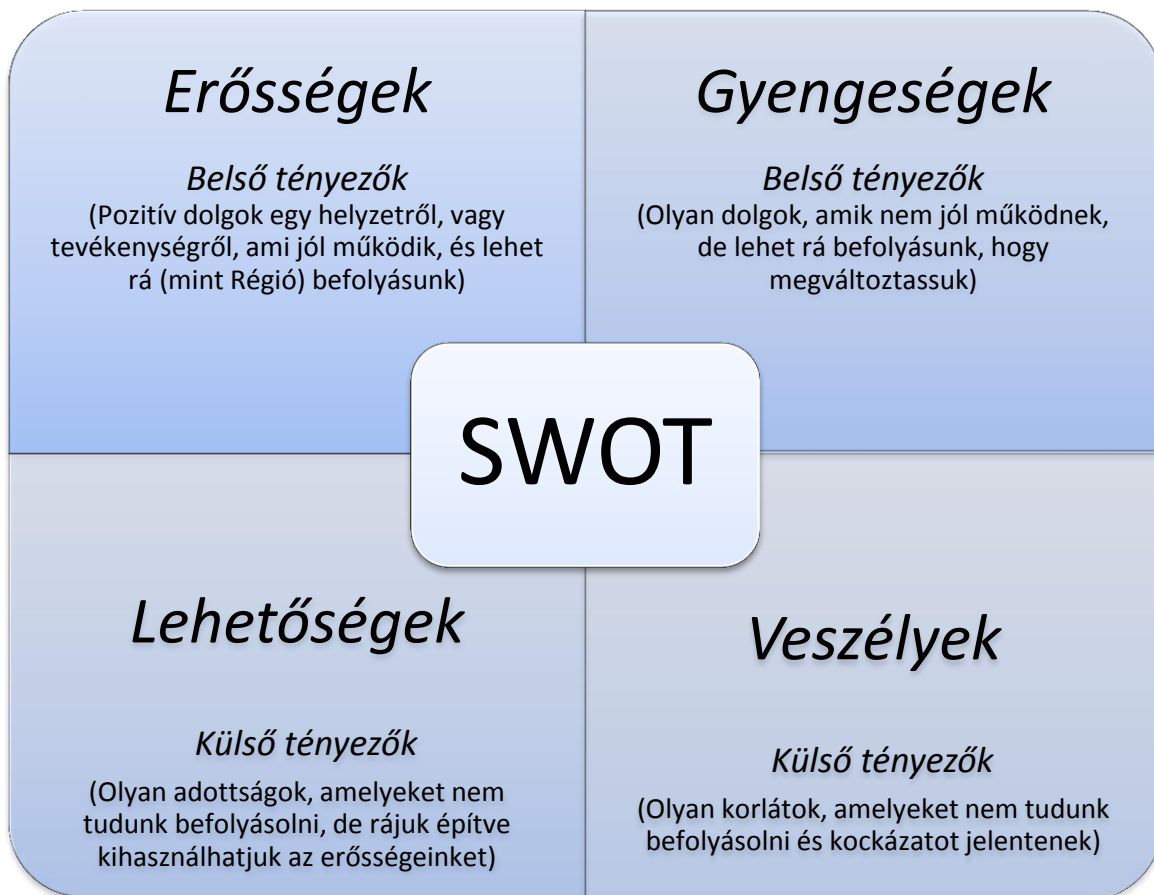 Erősségek
Belső tényezők
(Pozitív dolgok egy helyzetről, vagy
tevékenységről, ami jól működik, és lehet
rá (mint Régió) befolyásunk)
Gyengeségek
Belső tényezők
(Olyan dolgok, amik nem jól működnek,
de lehet rá befolyásunk, hogy
megváltoztassuk)
SWOT
Lehetőségek
Külső tényezők
(Olyan adottságok, amelyeket nem
tudunk befolyásolni, de rájuk építve
kihasználhatjuk az erősségeinket)
Veszélyek
Külső tényezők
(Olyan korlátok, amelyeket nem tudunk
befolyásolni és kockázatot jelentenek)